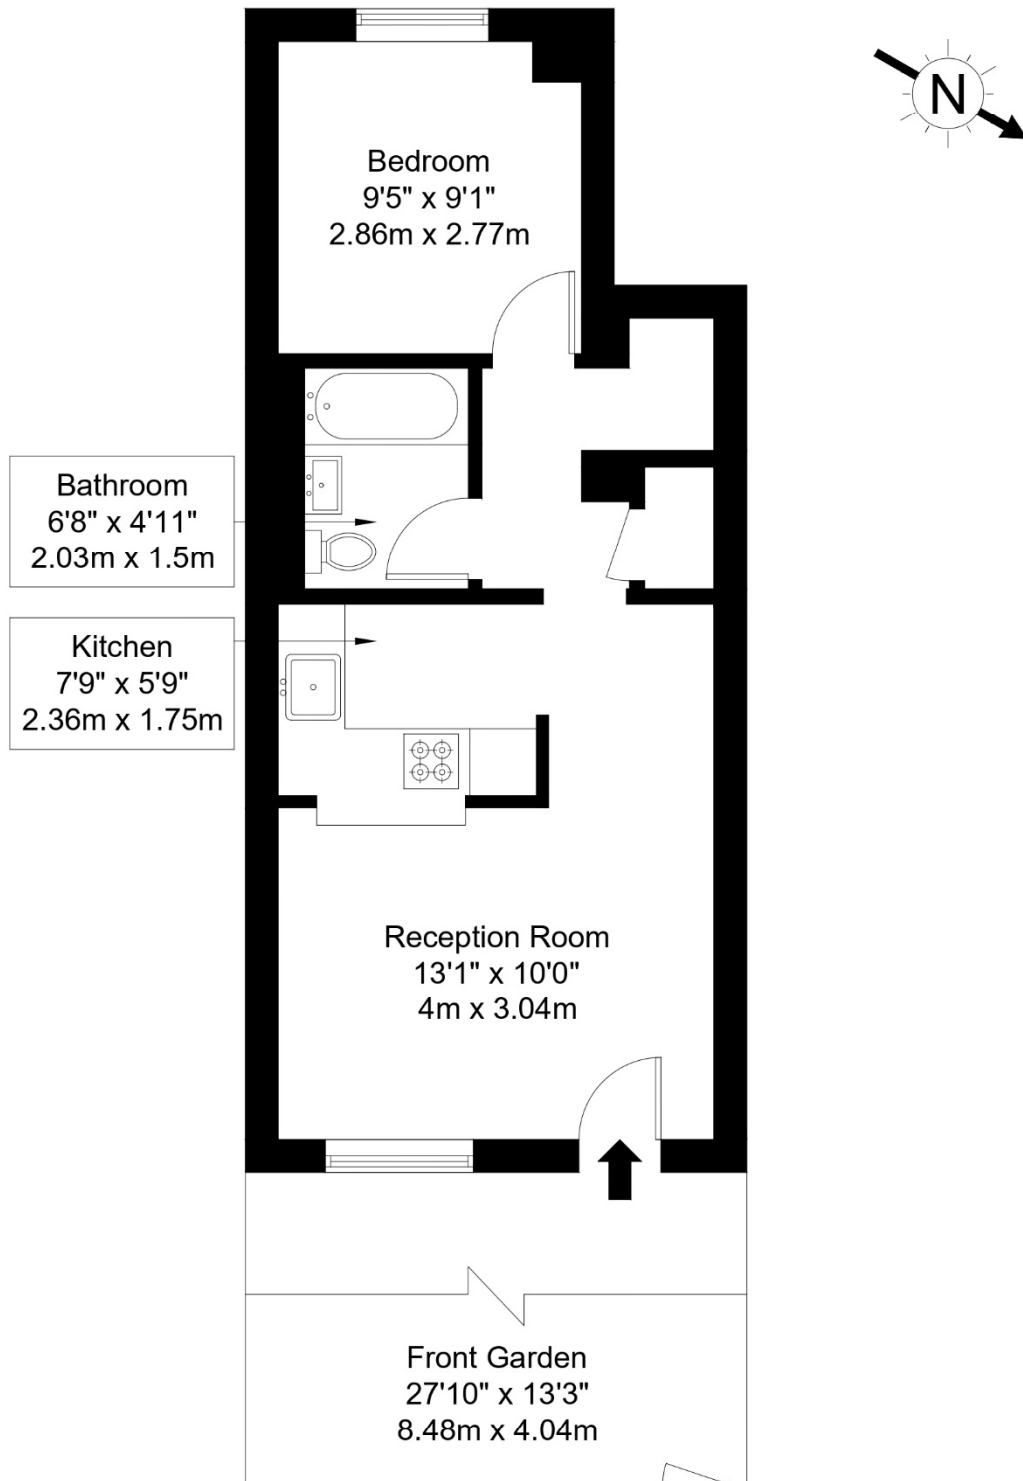 N
Bedroom
9'5" x 9'1"
2.86m x 2.77m
Bathroom
6'8" x 4'11"
2.03m x 1.5m
Kitchen
7'9" x 5'9"
2.36m x 1.75m
Reception Room
13'1" x 10'0"
4m x 3.04m
Front Garden
27'10" x 13'3"
8.48m x 4.04m